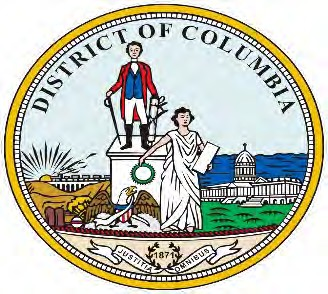 DISTRICT OF COLUMBIA
JUSTITIA 1871 OMNIBUS